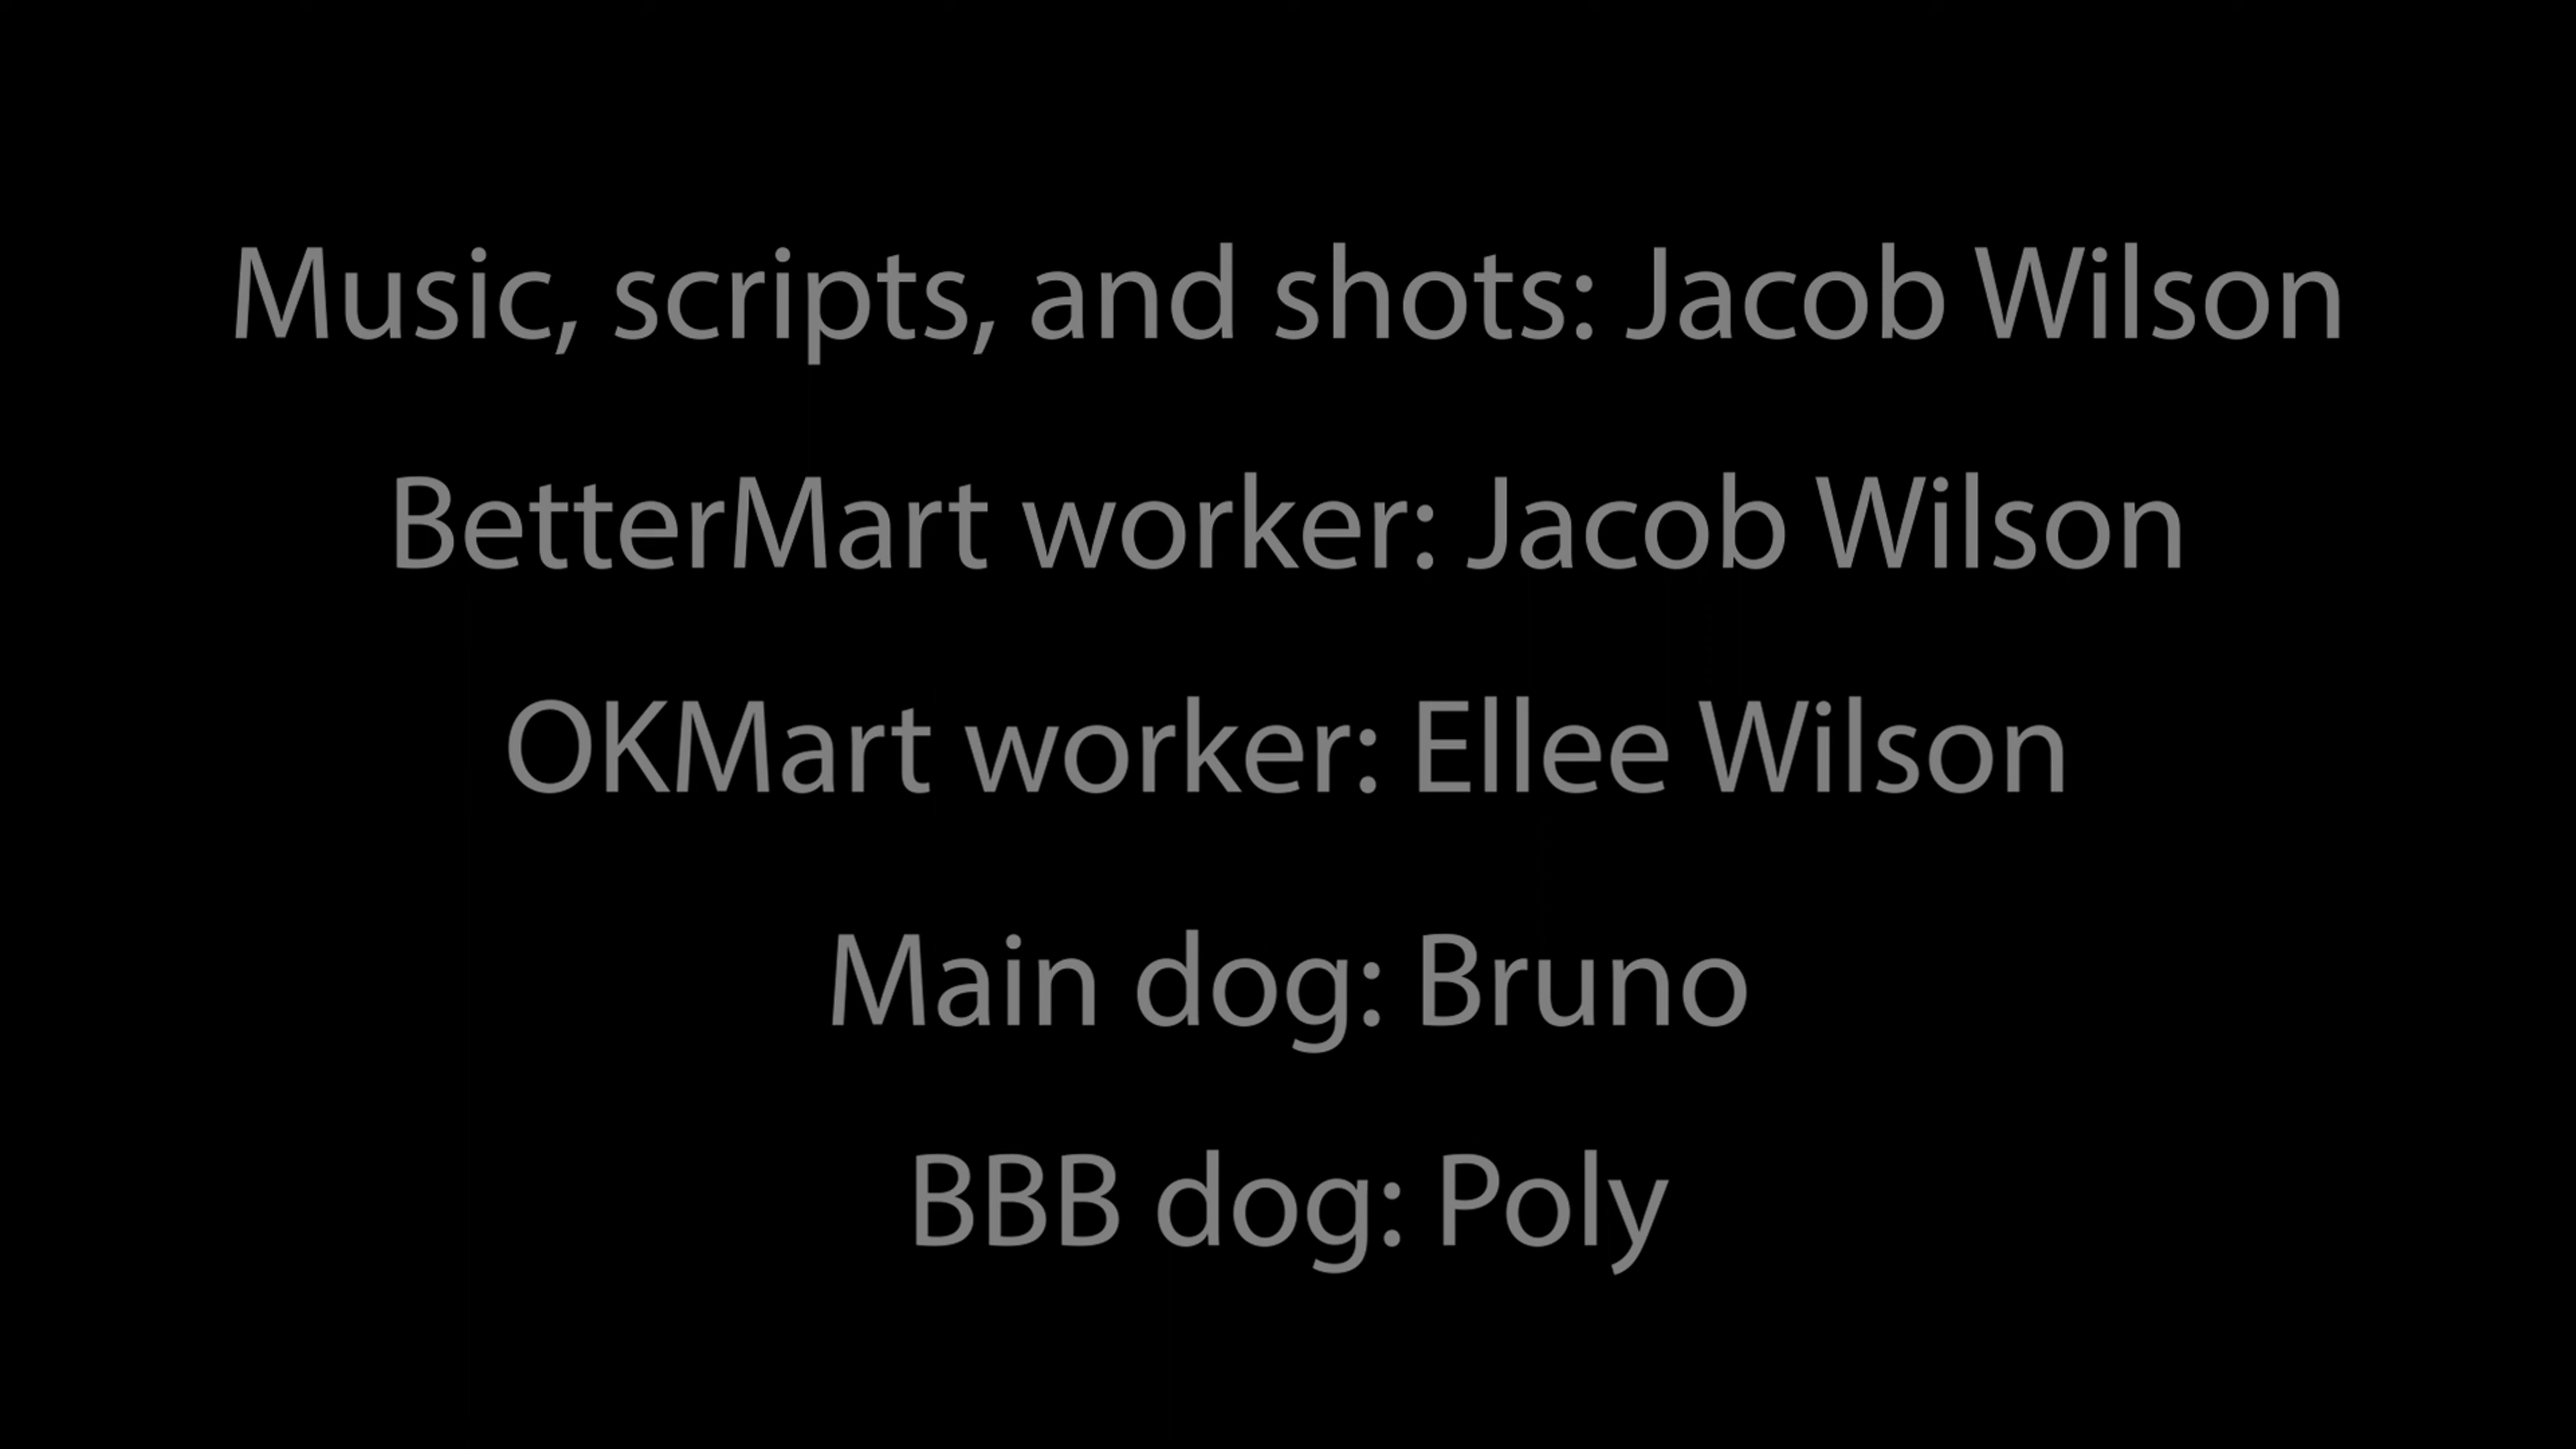 Music, scripts, and shots: Jacob Wilson
BetterMart worker: Jacob Wilson
OKMart worker: Ellee Wilson
Main dog: Bruno
BBB dog: Poly